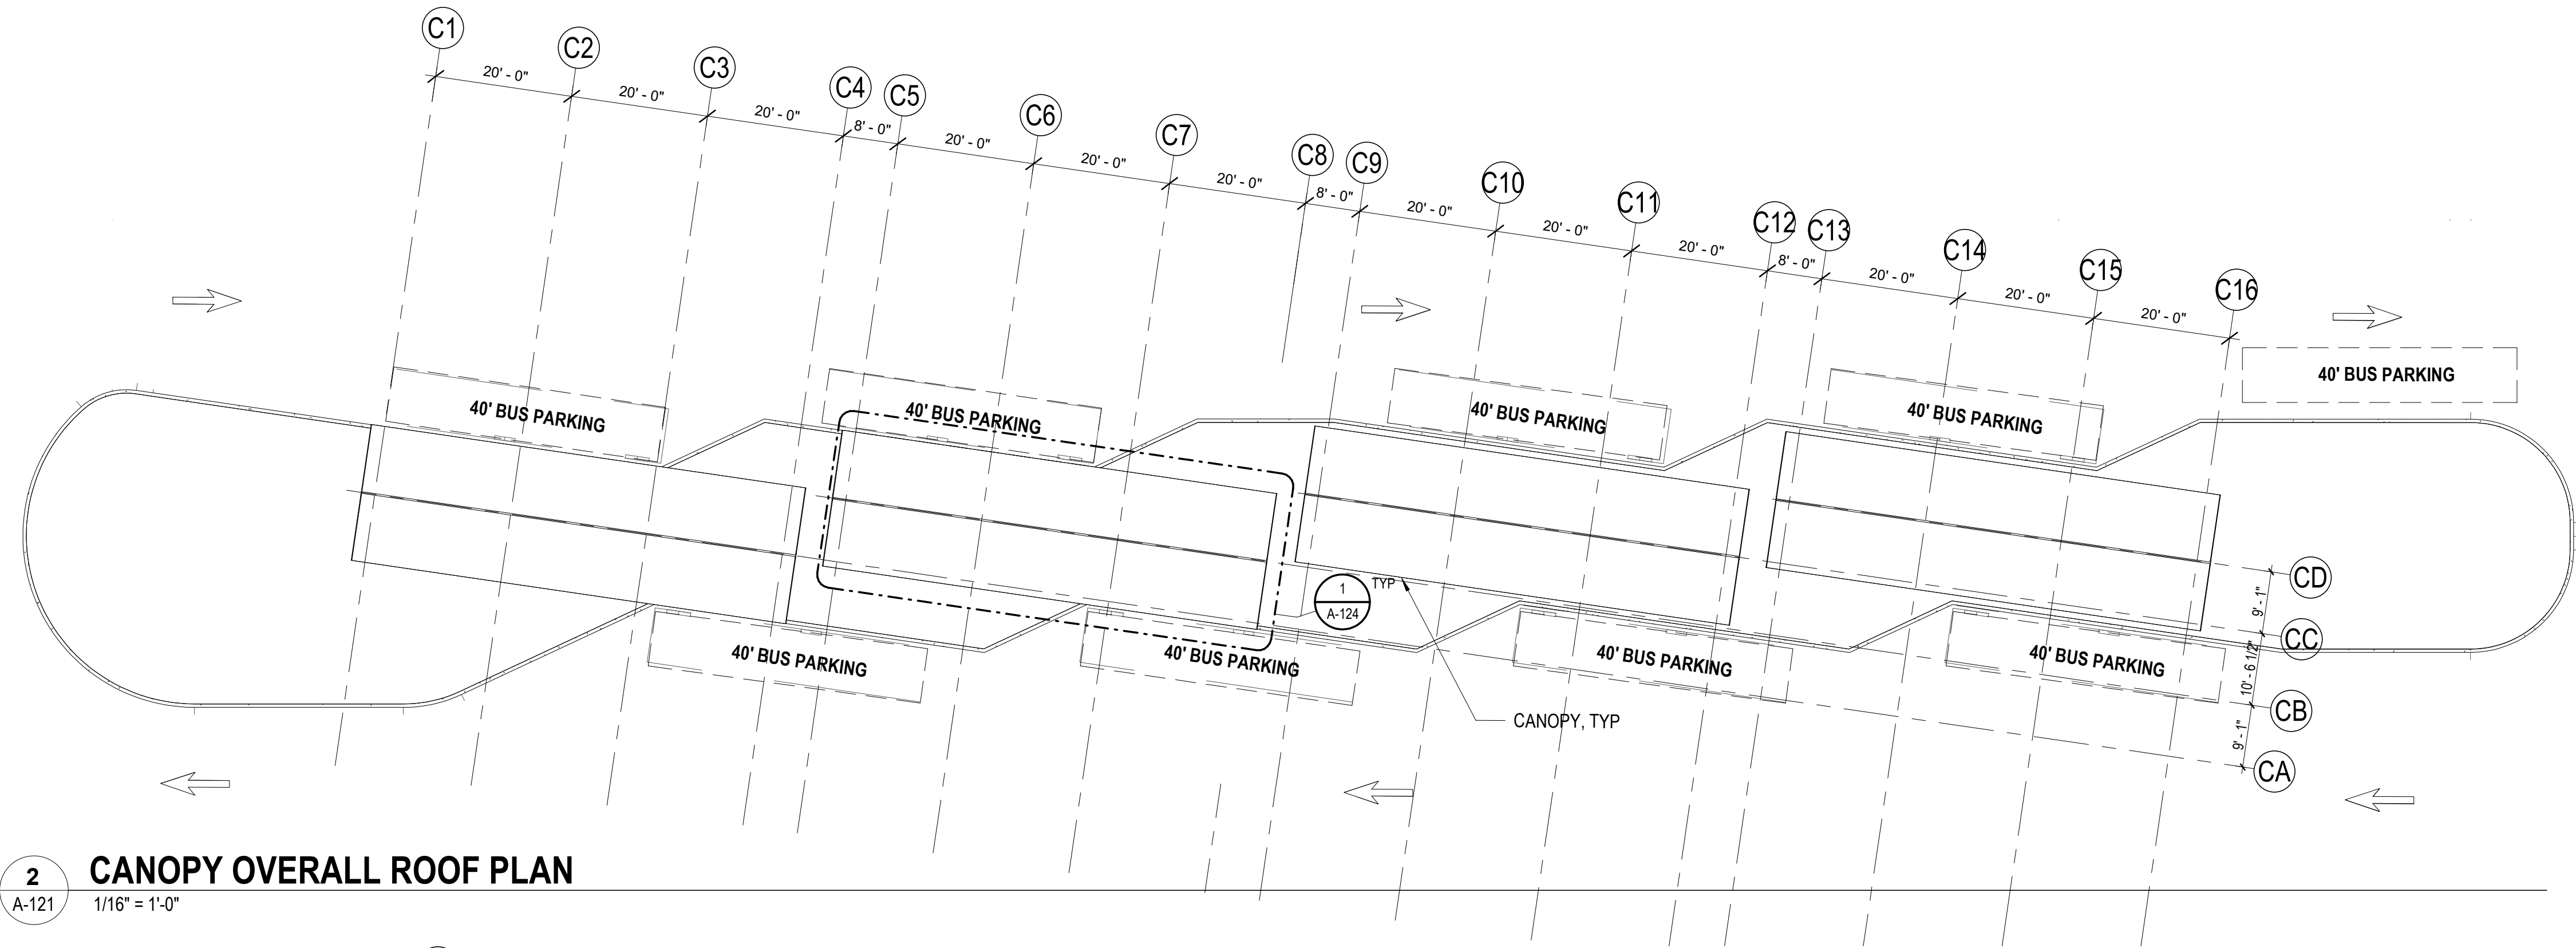 C1
C2
C3
C4
C5
C6
C7
C8
C9
C10
C11
C12
C13
C14
C15
C16
20' - 0"
20' - 0"
20' - 0"
8' - 0"
20' - 0"
20' - 0"
20' - 0"
8' - 0"
20' - 0"
20' - 0"
20' - 0"
8' - 0"
20' - 0"
20' - 0"
20' - 0"
40' BUS PARKING
40' BUS PARKING
40' BUS PARKING
40' BUS PARKING
40' BUS PARKING
CD
9' - 1"
CC
10' - 6 1/2"
CB
9' - 1"
CA
1
A-124
TYP
40' BUS PARKING
40' BUS PARKING
40' BUS PARKING
40' BUS PARKING
CANOPY, TYP
2
A-121
CANOPY OVERALL ROOF PLAN
1/16" = 1'-0"